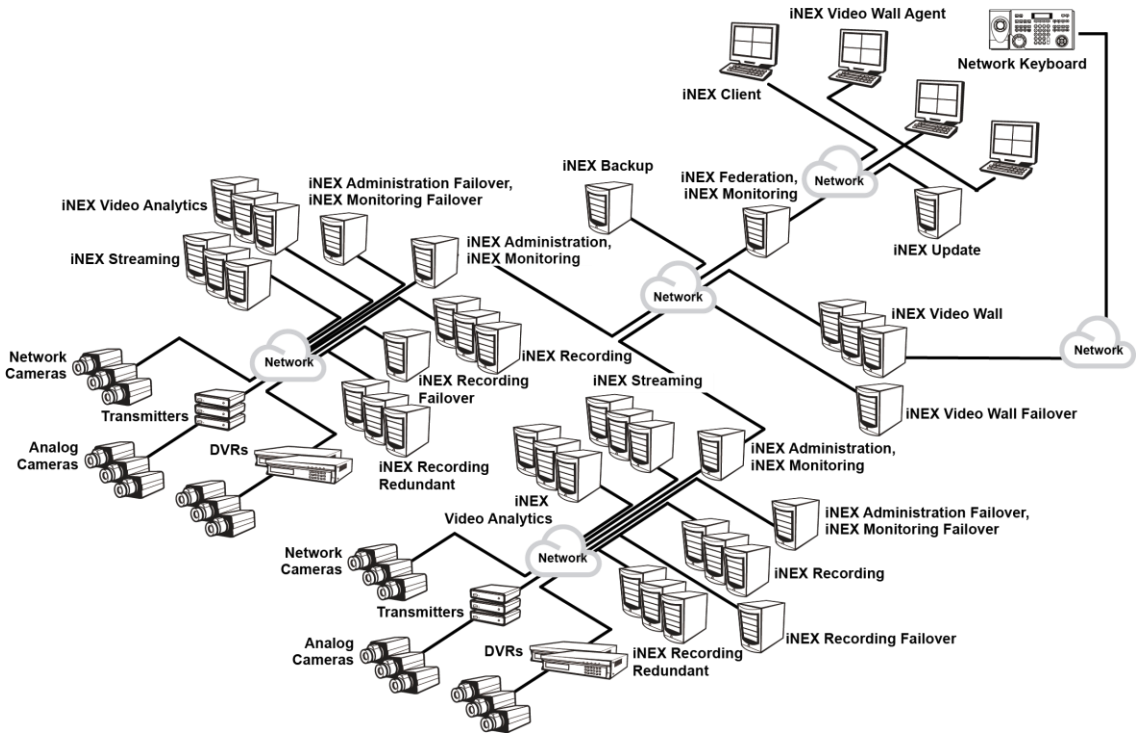 iNEX Video Wall Agent
Network Keyboard
iNEX Client
iNEX Backup
iNEX Federation,
iNEX Monitoring
Network
iNEX Update
iNEX Administration Failover,
iNEX Monitoring Failover
iNEX Video Analytics
iNEX Streaming
iNEX Administration,
iNEX Monitoring
Network
iNEX Video Wall
Network
Network
Cameras
Network
iNEX Recording
iNEX Recording
Failover
Transmitters
iNEX Streaming
iNEX Video Wall Failover
Analog
Cameras
DVRs
iNEX Recording
Redundant
iNEX Administration,
iNEX Monitoring
iNEX
Video Analytics
iNEX Administration Failover,
iNEX Monitoring Failover
Network
Cameras
Network
iNEX Recording
Transmitters
iNEX Recording Failover
Analog
Cameras
DVRs
iNEX Recording
Redundant